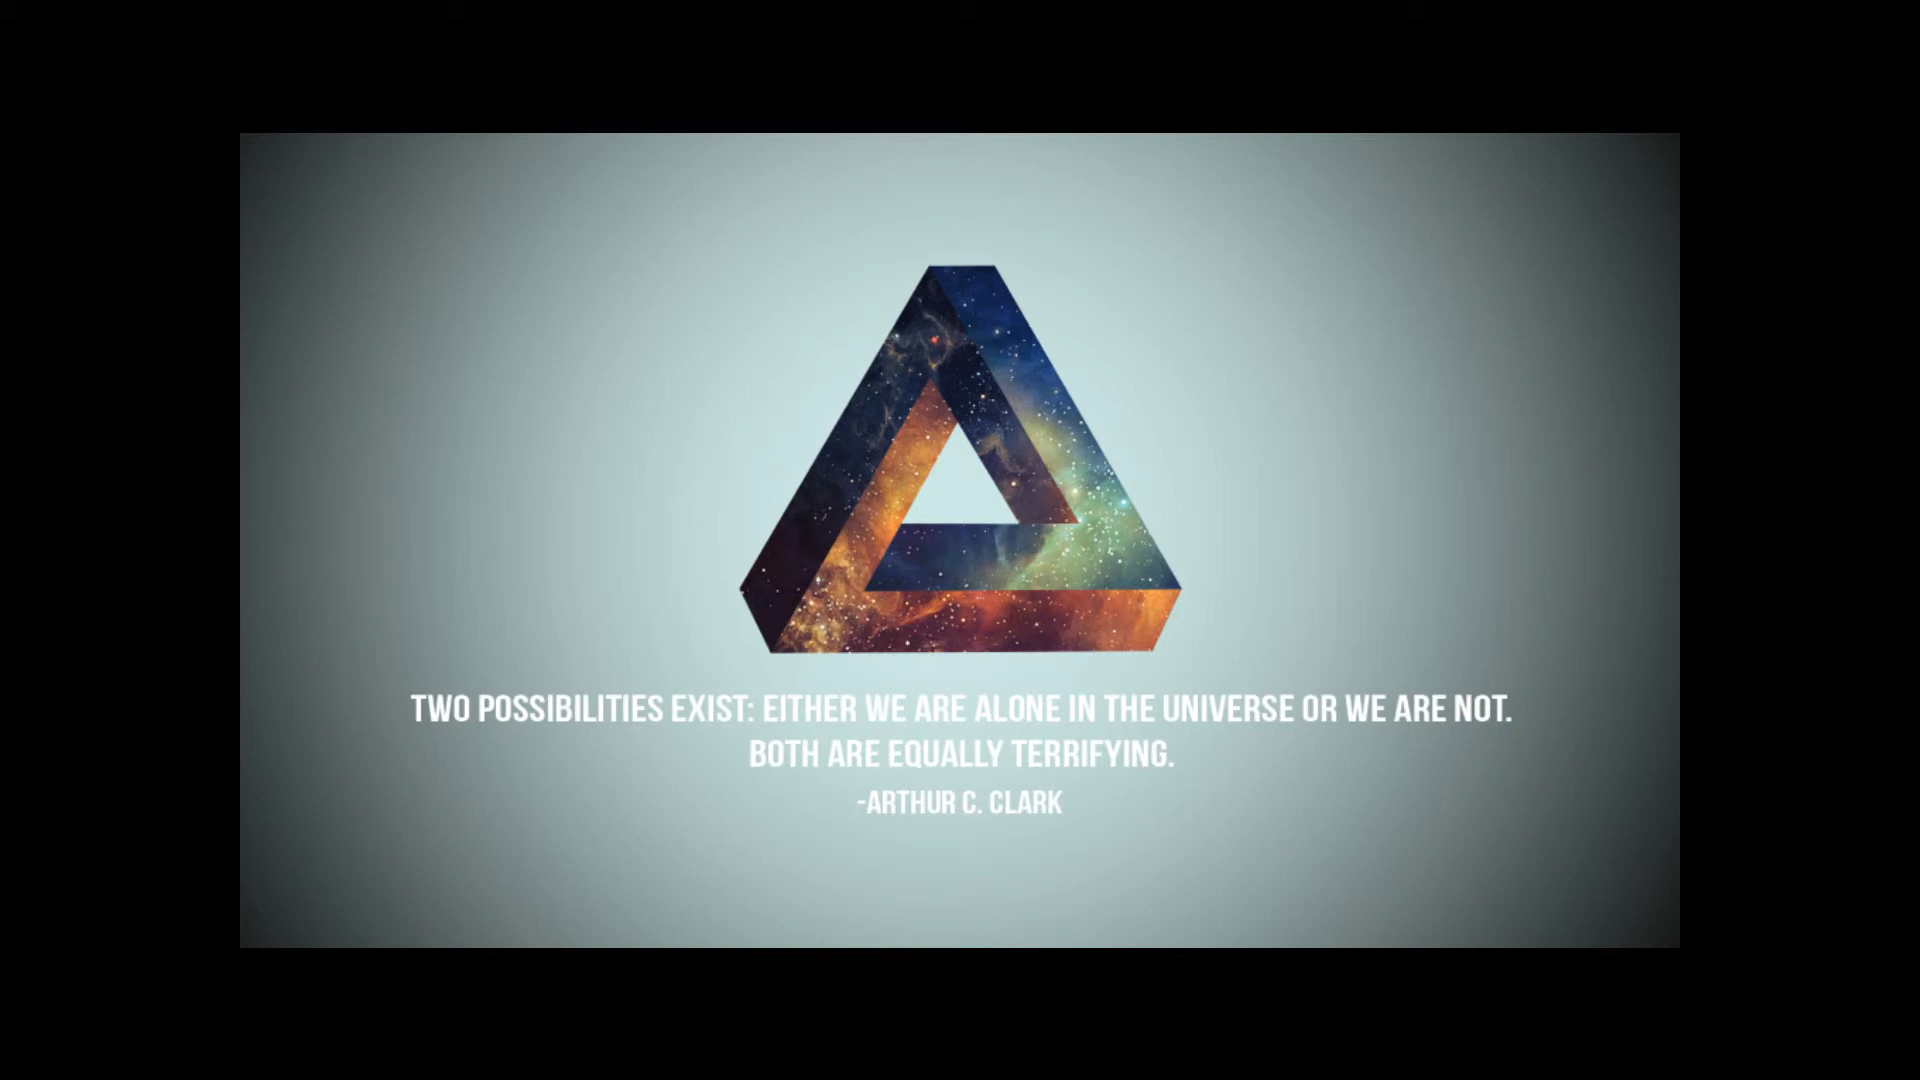 TWO POSSIBILITIES EXIST: EITHER WE ARE ALONE IN THE UNIVERSE OR WE ARE NOT.
BOTH ARE EQUALLY TERRIFYING.
-ARTHUR C. CLARK